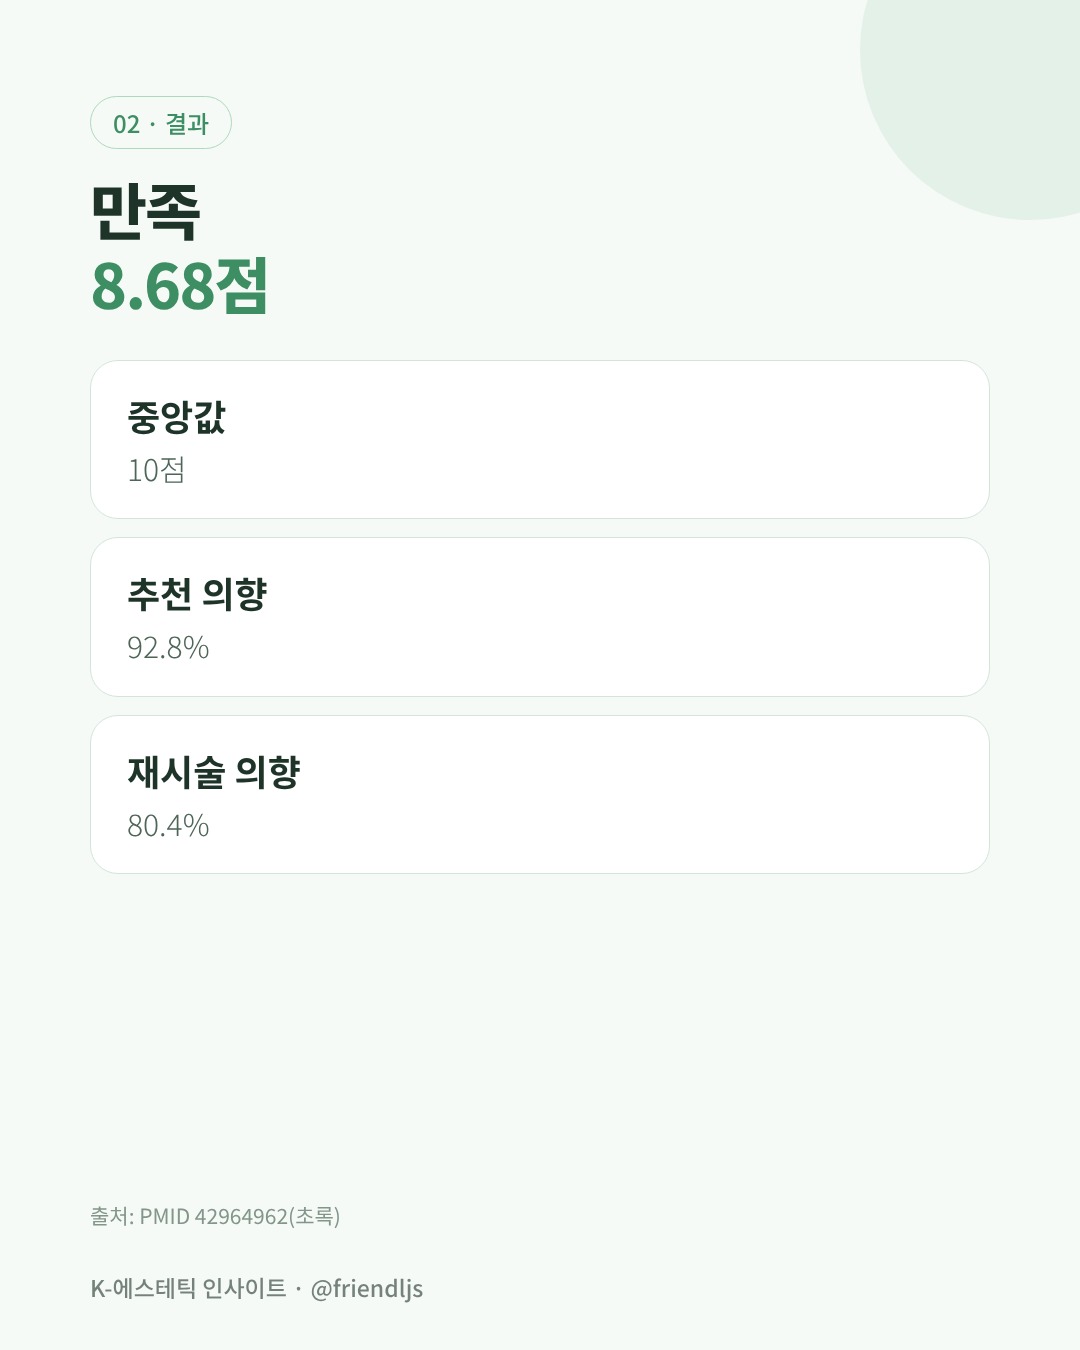 02 · 결과
만족
8.68점
중앙값
10점
추천 의향
92.8%
재시술 의향
80.4%
출처: PMID 42964962(초록)
K-에스테틱 인사이트 · @friendljs